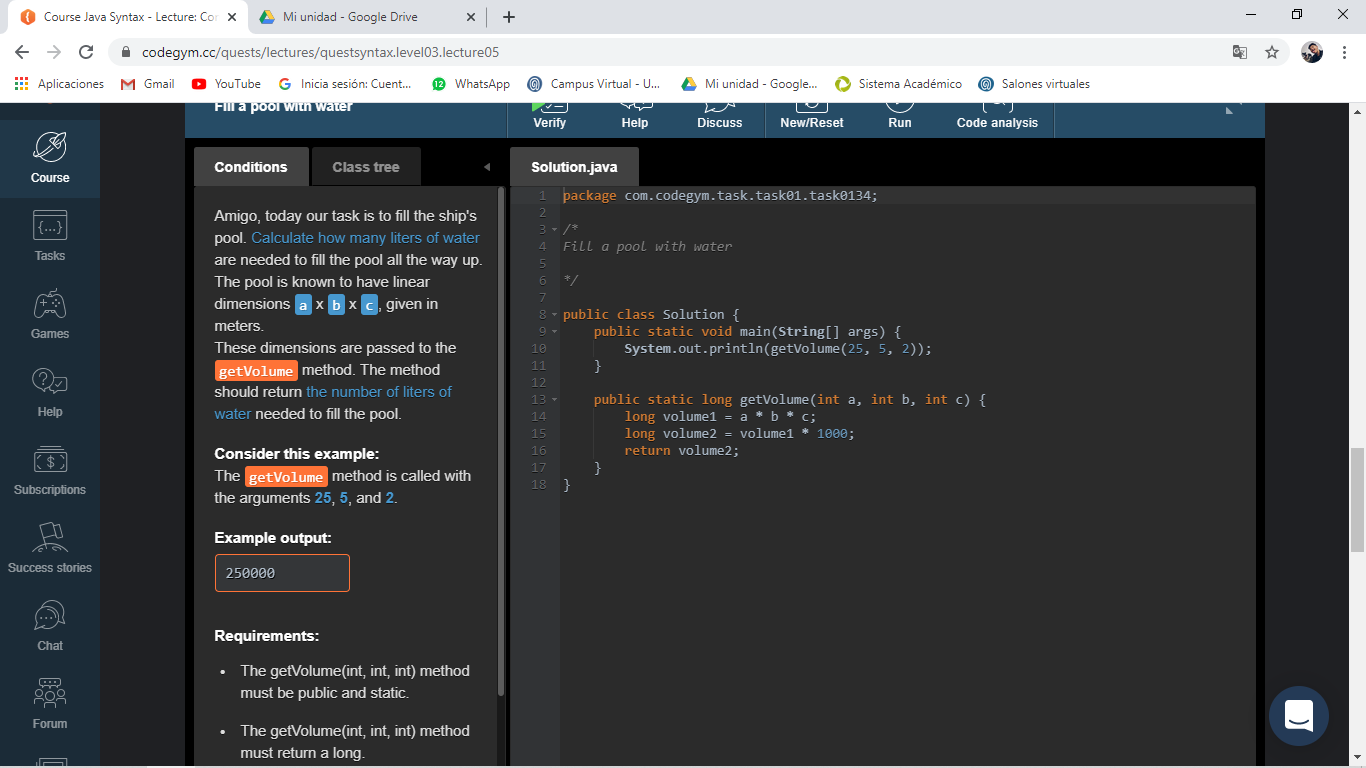 Course Java Syntax - Lecture: Cor
Mi unidad - Google Drive
codegym.cc/quests/lectures/questsyntax.level03.lecture05
Aplicaciones Gmail YouTube Inicia sesión: Cuent... 12 WhatsApp Campus Virtual - U... Mi unidad - Google... Sistema Académico Salones virtuales
Course
Tasks
Games
Help
Subscriptions
Success stories
Chat
Forum
Fill a pool with water
Verify Help Discuss New/Reset Run Code analysis
Conditions Class tree
Amigo, today our task is to fill the ship's
pool. Calculate how many liters of water
are needed to fill the pool all the way up.
The pool is known to have linear
dimensions a x b x c, given in
meters.
These dimensions are passed to the
getVolume method. The method
should return the number of liters of
water needed to fill the pool.
Consider this example:
The getVolume method is called with
the arguments 25, 5, and 2.
Example output:
250000
Requirements:
• The getVolume(int, int, int) method
must be public and static.
• The getVolume(int, int, int) method
must return a long.
Solution.java
1 package com.codegym.task.task01.task0134;
2
3 /*
4 Fill a pool with water
5
6 */
7
8 public class Solution {
9 public static void main(String[] args) {
10 System.out.println(getVolume(25, 5, 2));
11 }
12
13 public static long getVolume(int a, int b, int c) {
14 long volume1 = a * b * c;
15 long volume2 = volume1 * 1000;
16 return volume2;
17 }
18 }